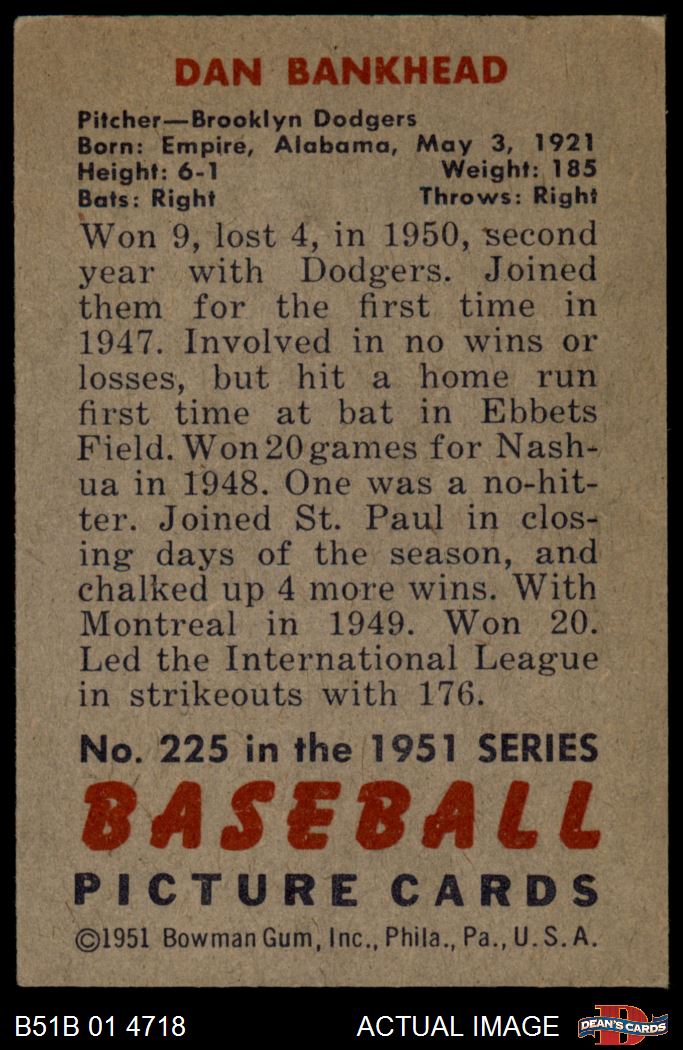 DAN BANKHEAD
Pitcher—Brooklyn Dodgers
Born: Empire, Alabama, May 3, 1921
Height: 6-1 Weight: 185
Bats: Right Throws: Right
Won 9, lost 4, in 1950, second
year with Dodgers. Joined
them for the first time in
1947. Involved in no wins or
losses, but hit a home run
first time at bat in Ebbets
Field. Won 20 games for Nash-
ua in 1948. One was a no-hit-
ter. Joined St. Paul in clos-
ing days of the season, and
chalked up 4 more wins. With
Montreal in 1949. Won 20.
Led the International League
in strikeouts with 176.
No. 225 in the 1951 SERIES
BASEBALL
PICTURE CARDS
©1951 Bowman Gum, Inc., Phila., Pa., U.S.A.
B51B 01 4718 ACTUAL IMAGE
D
DEAN'S CARDS